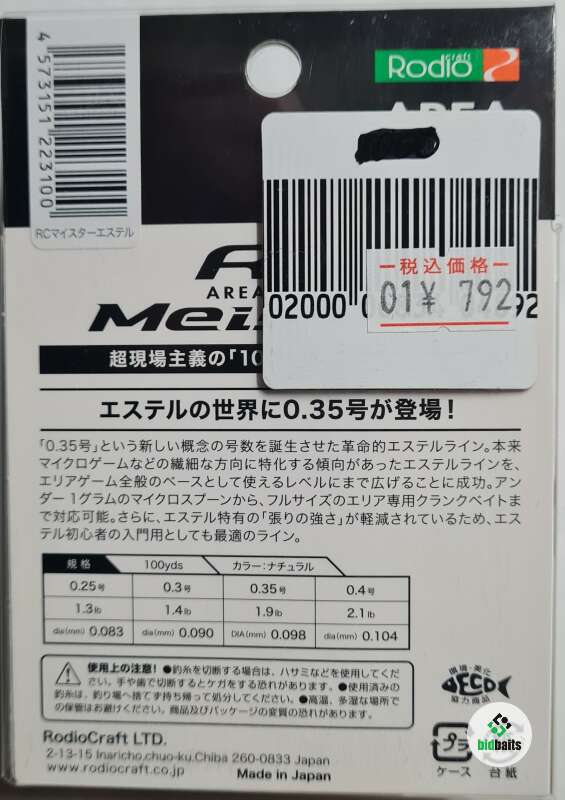 4 573151 223100
RCマイスターエステル
Rodio craft
AREA
AREA
Mei
超現場主義の「10
税込価格
01¥ 792
02000 92
エステルの世界に0.35号が登場!
「0.35号」という新しい概念の号数を誕生させた革命的エステルライン。本来
マイクロゲームなどの繊細な方向に特化する傾向があったエステルラインを、
エリアゲーム全般のベースとして使えるレベルにまで広げることに成功。アン
ダー1グラムのマイクロスプーンから、フルサイズのエリア専用クランクベイトま
で対応可能。さらに、エステル特有の「張りの強さ」が軽減されているため、エス
テル初心者の入門用としても最適のライン。
規格 100yds カラー:ナチュラル
0.25号 0.3号 0.35号 0.4号
1.3lb 1.4lb 1.9lb 2.1lb
dia(mm) 0.083 dia(mm) 0.090 DIA(mm) 0.098 dia(mm) 0.104
使用上の注意! ●釣糸を切断する場合は、ハサミなどを使用してくだ
さい。手や歯で切断するとケガをする恐れがあります。●使用済みの
釣糸は、釣り場へ捨てず持ち帰って処分してください。●高温、多湿な場所で
の保管はお避けください。商品及びパッケージの変質の恐れがあります。
環境・美化
ECO
協力商品
RodioCraft LTD.
2-13-15 Inaricho,chuo-ku.Chiba 260-0833 Japan
www.rodiocraft.co.jp Made in Japan
プラ
ケース 台紙
bidbaits